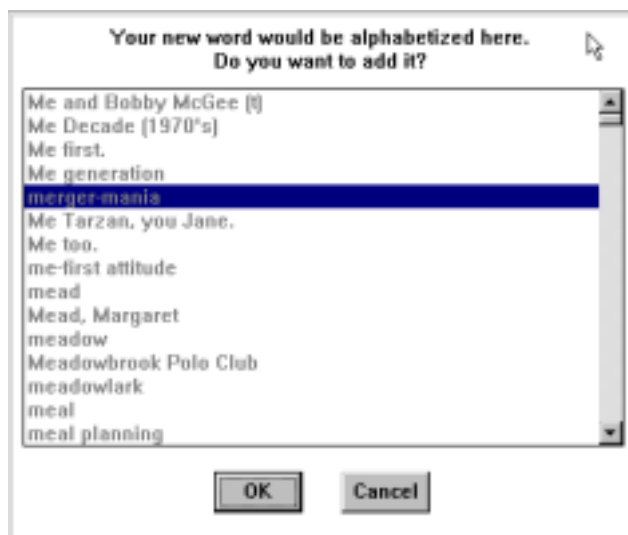 Your new word would be alphabetized here.
Do you want to add it?
Me and Bobby McGee (t)
Me Decade (1970's)
Me first.
Me generation
merger-mania
Me Tarzan, you Jane.
Me too.
me-first attitude
mead
Mead, Margaret
meadow
Meadowbrook Polo Club
meadowlark
meal
meal planning
OK
Cancel